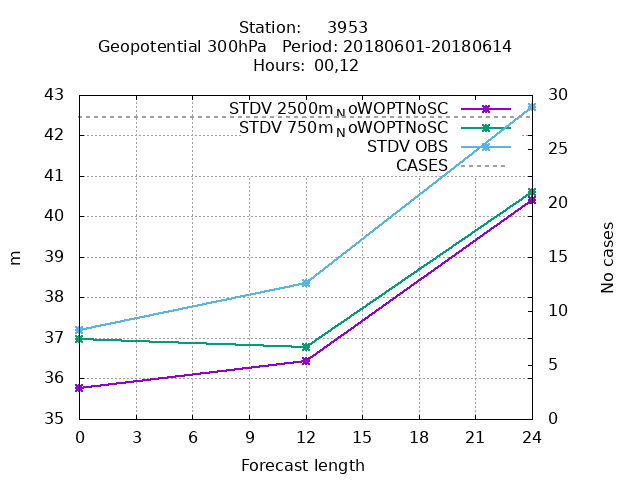 Station: 3953
Geopotential 300hPa Period: 20180601-20180614
Hours: 00,12
STDV 2500mNoWOPTNoSC
STDV 750mNoWOPTNoSC
STDV OBS
CASES
43
42
41
40
39
38
37
36
35
30
25
20
15
10
5
0
m
No cases
0 3 6 9 12 15 18 21 24
Forecast length